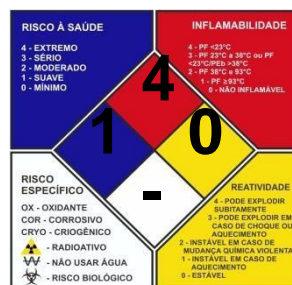 RISCO À SAÚDE
4 - EXTREMO
3 - SÉRIO
2 - MODERADO
1 - SUAVE
0 - MÍNIMO
INFLAMABILIDADE
4 - PF <23°C
3 - PF 23°C e 38°C ou PF
<23°C/PEb >38°C
2 - PF 38°C e 93°C
1 - PF ≥93°C
0 - NÃO INFLAMÁVEL
4
1
0
-
RISCO
ESPECÍFICO
OX - OXIDANTE
COR - CORROSIVO
CRYO - CRIOGÊNICO
- RADIOATIVO
- NÃO USAR ÁGUA
- RISCO BIOLÓGICO
REATIVIDADE
4 - PODE EXPLODIR
SUBITAMENTE
3 - PODE EXPLODIR EM
CASO DE CHOQUE OU
AQUECIMENTO
2 - INSTÁVEL EM CASO DE
MUDANÇA QUÍMICA VIOLENTA
1 - INSTÁVEL EM CASO DE
AQUECIMENTO
0 - ESTÁVEL